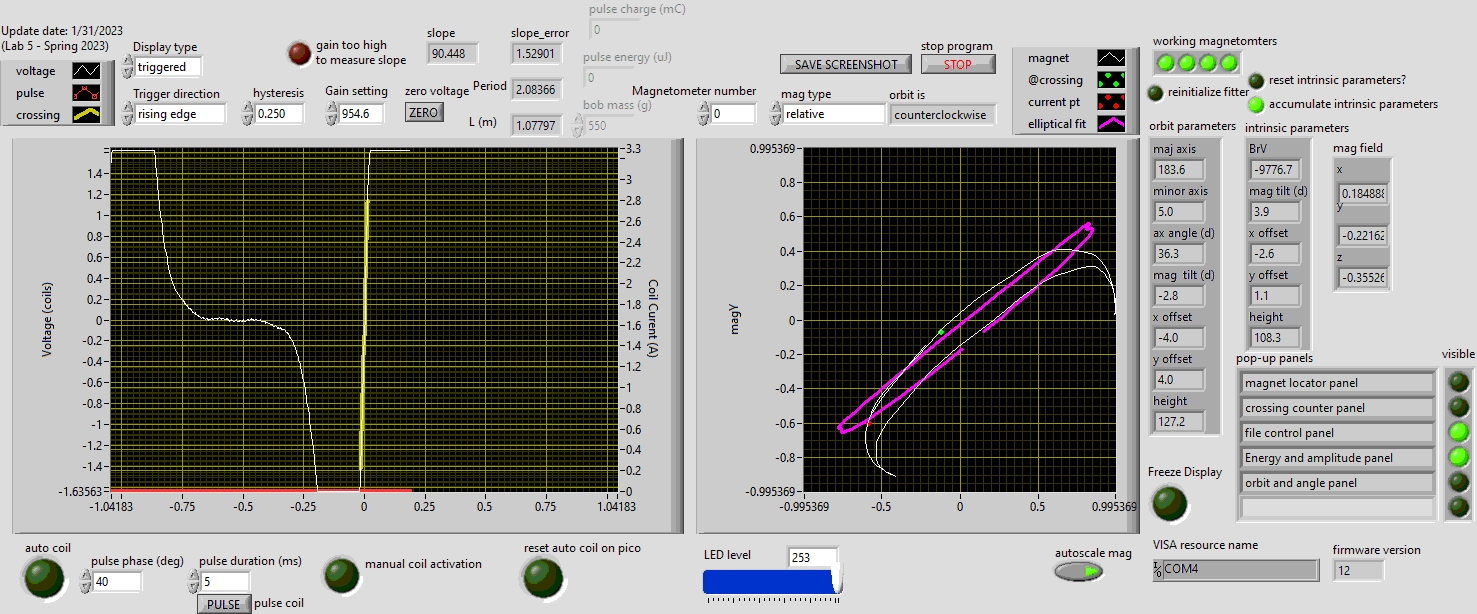 Update date: 1/31/2023
(Lab 5 - Spring 2023)
voltage
pulse
crossing
Display type
triggered
Trigger direction
rising edge
gain too high
to measure slope
hysteresis
0.250
Gain setting
954.6
zero voltage
ZERO
slope
90.448
slope_error
1.52901
Period
2.08366
L (m)
1.07797
pulse charge (mC)
0
pulse energy (uJ)
0
bob mass (g)
550
Magnetometer number
0
SAVE SCREENSHOT
stop program
STOP
mag type
relative
orbit is
counterclockwise
magnet
@crossing
current pt
elliptical fit
working magnetomters
reset intrinsic parameters?
reinitialize fitter
accumulate intrinsic parameters
orbit parameters
maj axis
183.6
minor axis
5.0
ax angle (d)
36.3
mag tilt (d)
-2.8
x offset
-4.0
y offset
4.0
height
127.2
intrinsic parameters
BrV
-9776.7
mag tilt (d)
3.9
x offset
-2.6
y offset
1.1
height
108.3
mag field
x
0.184888
y
-0.22162
z
-0.35526
Voltage (coils)
1.4
1.2
1
0.8
0.6
0.4
0.2
0
-0.2
-0.4
-0.6
-0.8
-1
-1.2
-1.4
-1.63563
-1.04183
-0.75
-0.5
-0.25
0
0.25
0.5
0.75
1.04183
3.3
3
2.8
2.6
2.4
2.2
2
1.8
1.6
1.4
1.2
1
0.8
0.6
0.4
0.2
0
Coil Curent (A)
magy
0.995369
0.8
0.6
0.4
0.2
0
-0.2
-0.4
-0.6
-0.8
-0.995369
-0.995369
-0.5
0
0.5
0.995369
pop-up panels
visible
magnet locator panel
crossing counter panel
file control panel
Energy and amplitude panel
orbit and angle panel
Freeze Display
auto coil
pulse phase (deg)
40
pulse duration (ms)
5
PULSE
pulse coil
manual coil activation
reset auto coil on pico
LED level
253
autoscale mag
VISA resource name
COM4
firmware version
12